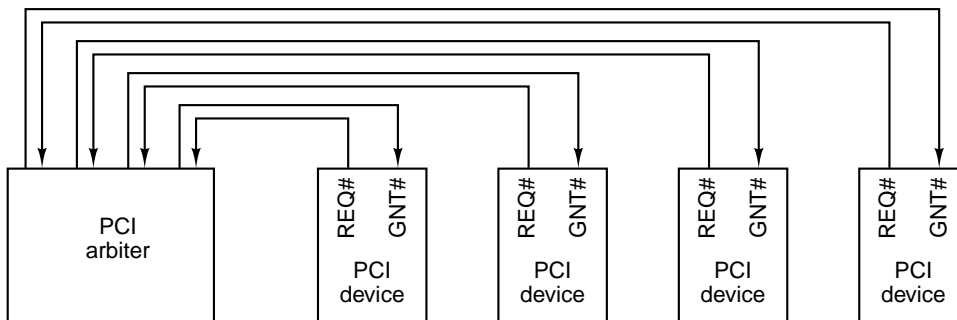 PCI
arbiter
REQ#
GNT#
PCI
device
REQ#
GNT#
PCI
device
REQ#
GNT#
PCI
device
REQ#
GNT#
PCI
device